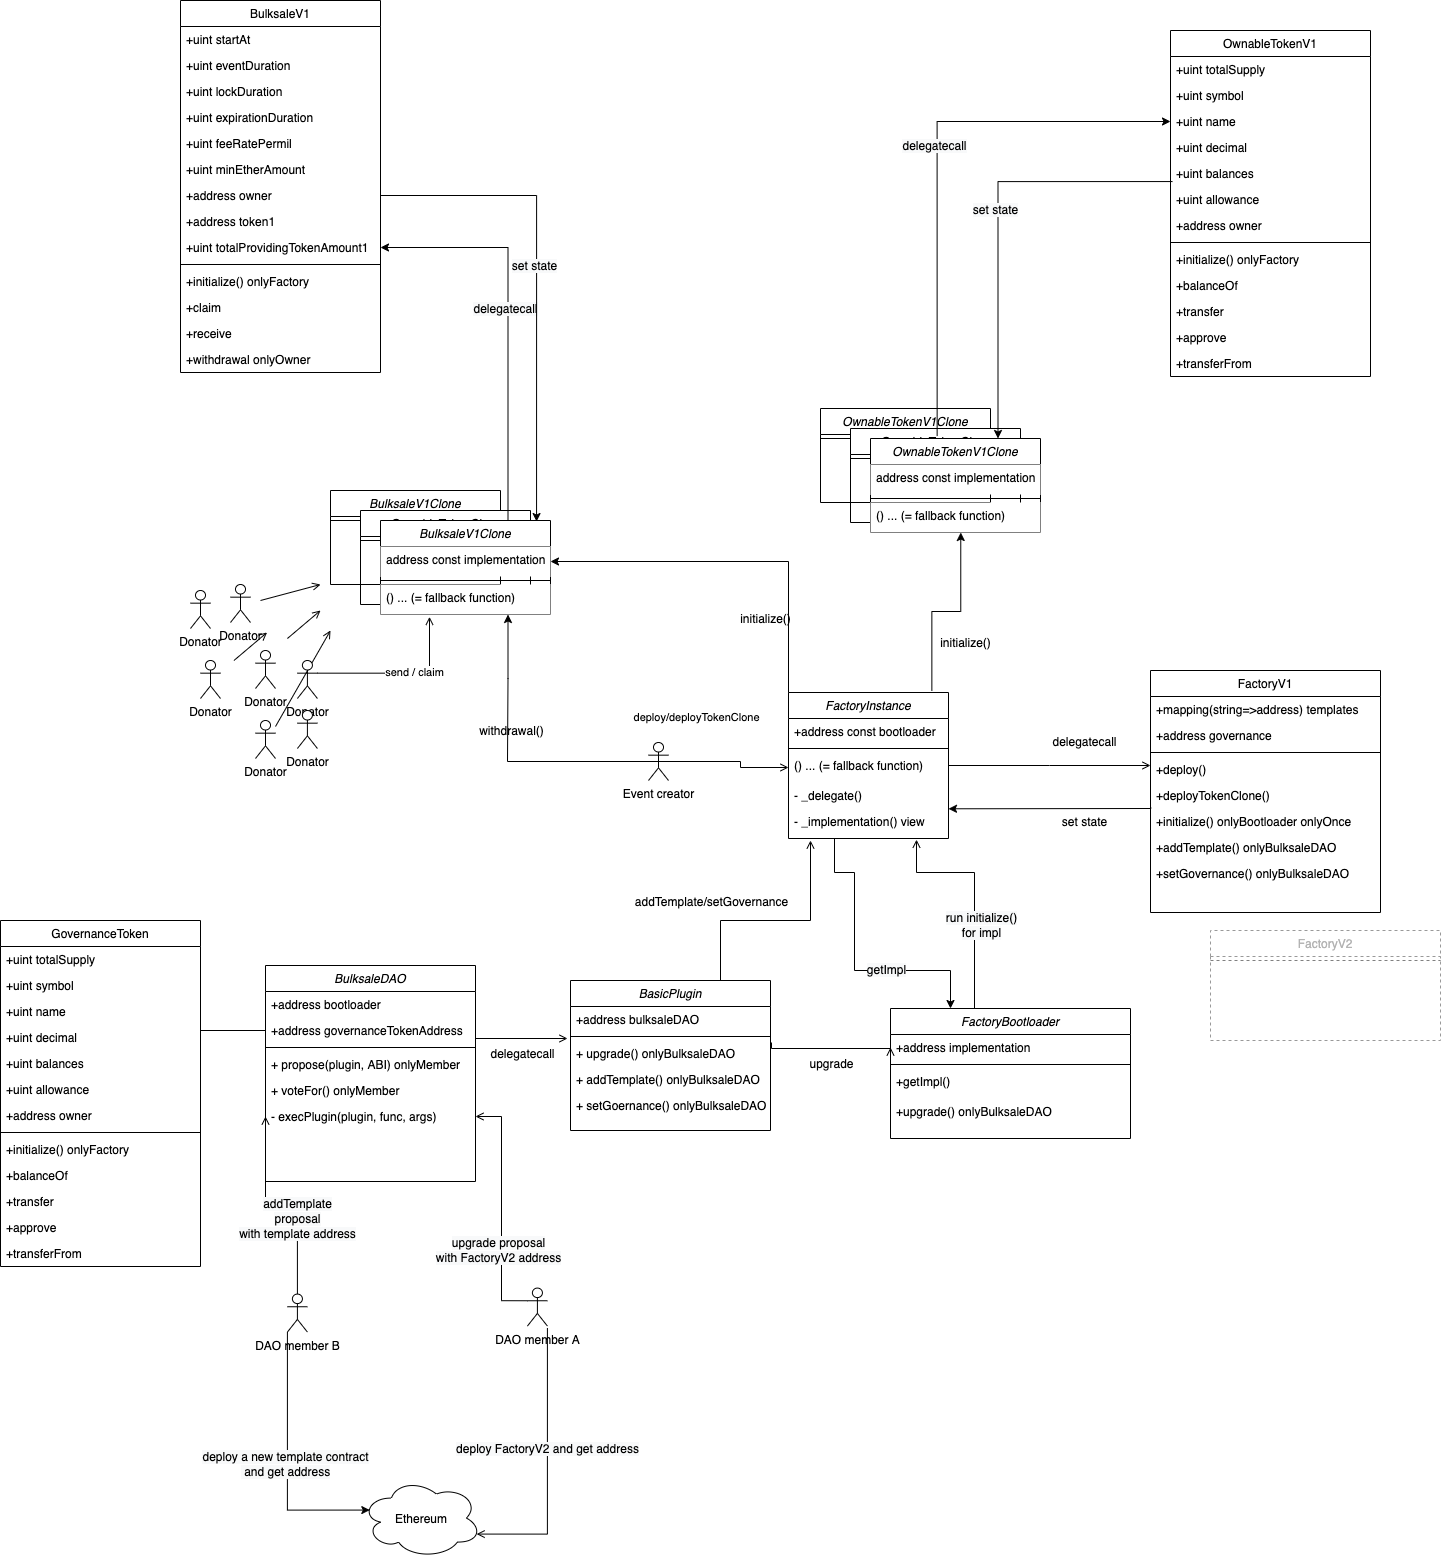 BulksaleV1
+uint startAt
+uint eventDuration
+uint lockDuration
+uint expirationDuration
+uint feeRatePermil
+uint minEtherAmount
+address owner
+address token1
+uint totalProvidingTokenAmount1
+initialize() onlyFactory
+claim
+receive
+withdrawal onlyOwner
OwnableTokenV1
+uint totalSupply
+uint symbol
+uint name
+uint decimal
+uint balances
+uint allowance
+address owner
+initialize() onlyFactory
+balanceOf
+transfer
+approve
+transferFrom
delegatecall
set state
set state
delegatecall
OwnableTokenV1Clone
OwnableTokenV1Clone
address const implementation
() ... (= fallback function)
BulksaleV1Clone
BulksaleV1Clone
address const implementation
() ... (= fallback function)
Donator
Donator
Donator
Donator
Donator
Donator
Donator
send / claim
initialize()
initialize()
withdrawal()
deploy/deployTokenClone
Event creator
FactoryInstance
+address const bootloader
() ... (= fallback function)
- _delegate()
- _implementation() view
delegatecall
set state
FactoryV1
+mapping(string=>address) templates
+address governance
+deploy()
+deployTokenClone()
+initialize() onlyBootloader onlyOnce
+addTemplate() onlyBulksaleDAO
+setGovernance() onlyBulksaleDAO
FactoryV2
addTemplate/setGovernance
run initialize()
for impl
getImpl
GovernanceToken
+uint totalSupply
+uint symbol
+uint name
+uint decimal
+uint balances
+uint allowance
+address owner
+initialize() onlyFactory
+balanceOf
+transfer
+approve
+transferFrom
BulksaleDAO
+address bootloader
+address governanceTokenAddress
+ propose(plugin, ABI) onlyMember
+ voteFor() onlyMember
- execPlugin(plugin, func, args)
delegatecall
BasicPlugin
+address bulksaleDAO
+ upgrade() onlyBulksaleDAO
+ addTemplate() onlyBulksaleDAO
+ setGoernance() onlyBulksaleDAO
upgrade
FactoryBootloader
+address implementation
+getImpl()
+upgrade() onlyBulksaleDAO
addTemplate
proposal
with template address
upgrade proposal
with FactoryV2 address
DAO member B
DAO member A
deploy a new template contract
and get address
deploy FactoryV2 and get address
Ethereum